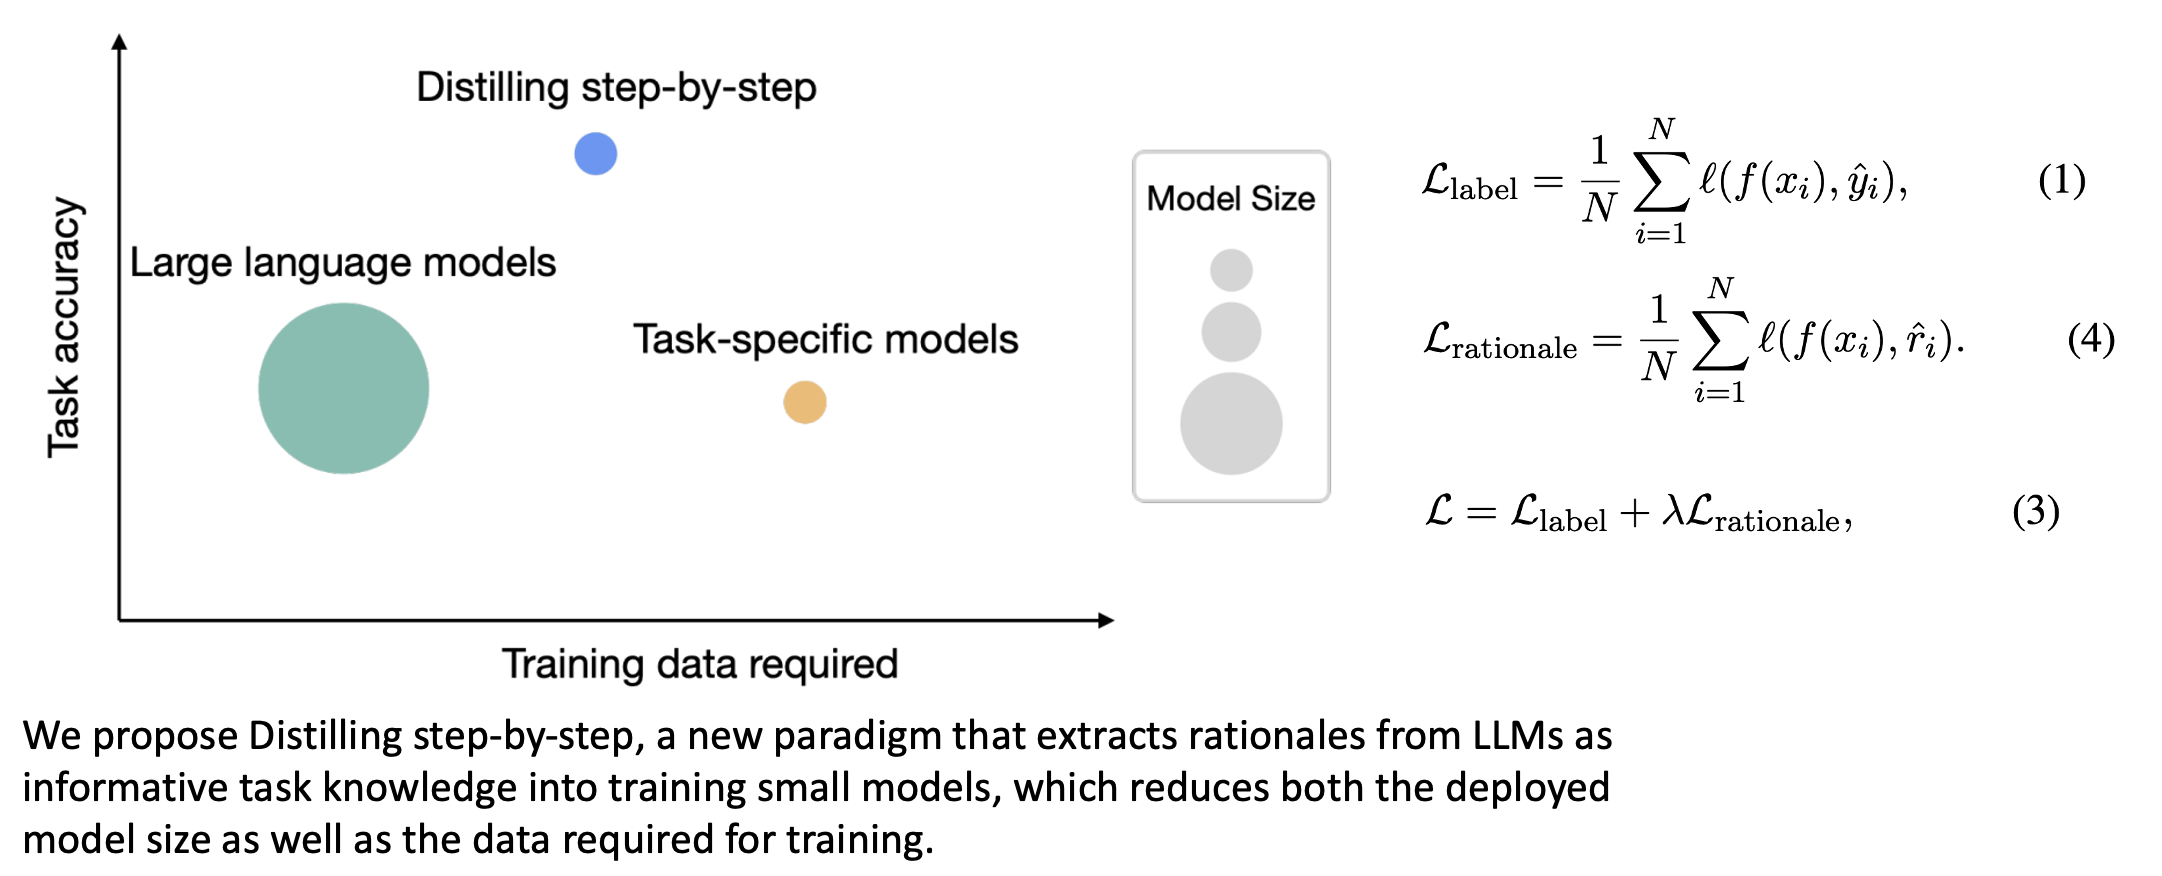 Distilling step-by-step
Large language models
Task-specific models
Task accuracy
Training data required
Model Size
$\mathcal{L}_{\text{label}} = \frac{1}{N} \sum_{i=1}^{N} \ell(f(x_i), \hat{y}_i),$ (1)
$\mathcal{L}_{\text{rationale}} = \frac{1}{N} \sum_{i=1}^{N} \ell(f(x_i), \hat{r}_i).$ (4)
$\mathcal{L} = \mathcal{L}_{\text{label}} + \lambda \mathcal{L}_{\text{rationale}},$ (3)
We propose Distilling step-by-step, a new paradigm that extracts rationales from LLMs as
informative task knowledge into training small models, which reduces both the deployed
model size as well as the data required for training.